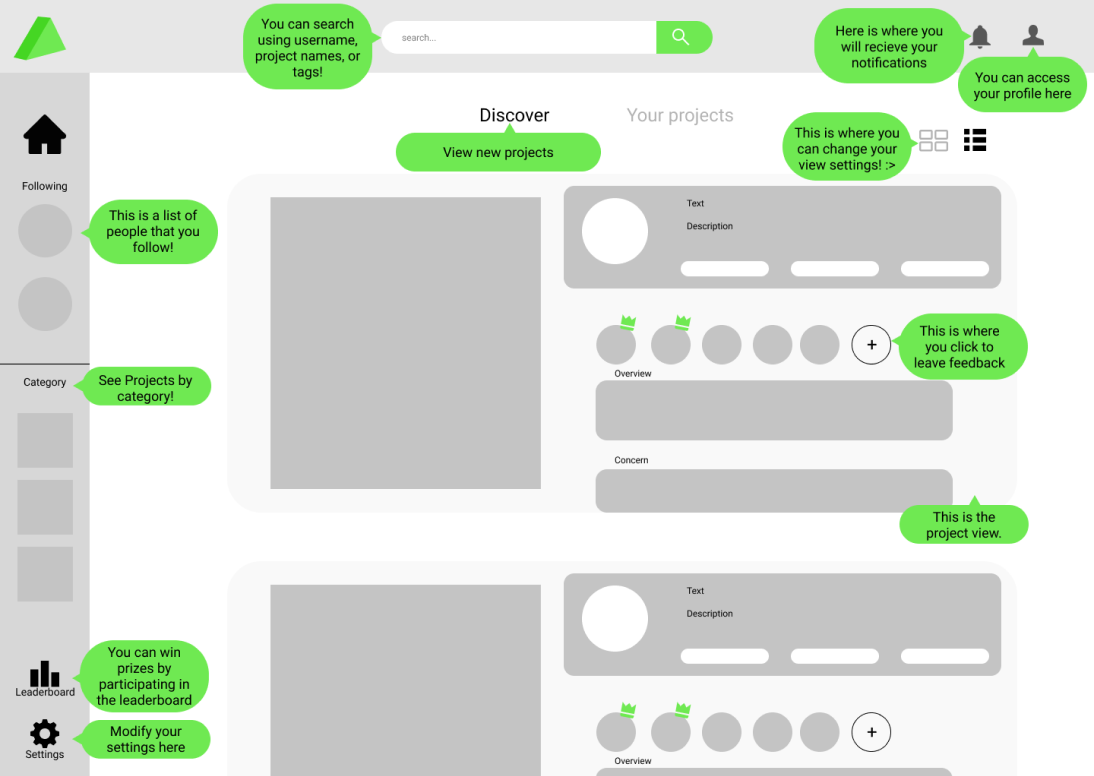 You can search
using username,
project names, or
tags!
search...
Here is where you
will recieve your
notifications
You can access
your profile here
Discover
Your projects
View new projects
This is where you
can change your
view settings! :>
Following
This is a list of
people that you
follow!
Text
Description
+
This is where
you click to
leave feedback
Overview
Category
See Projects by
category!
Concern
This is the
project view.
Text
Description
You can win
prizes by
participating in
the leaderboard
Leaderboard
+
Modify your
settings here
Settings
Overview